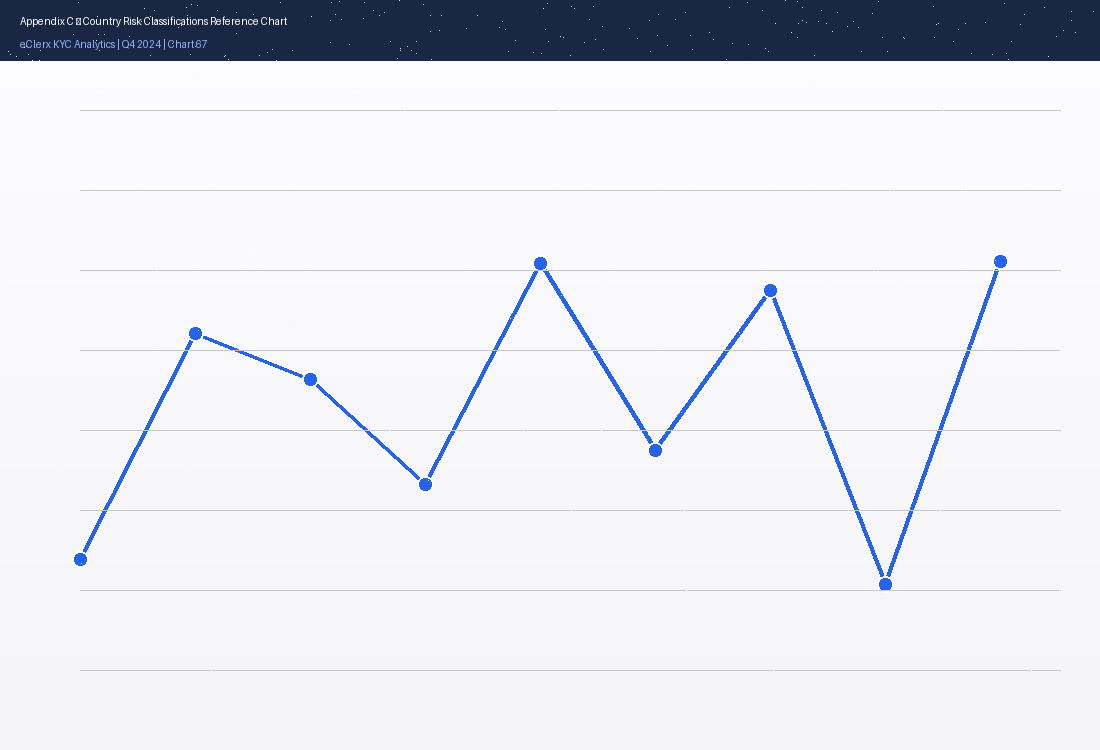 Appendix C □ Country Risk Classifications Reference Chart
eClerx KYC Analytics | Q4 2024 | Chart 67